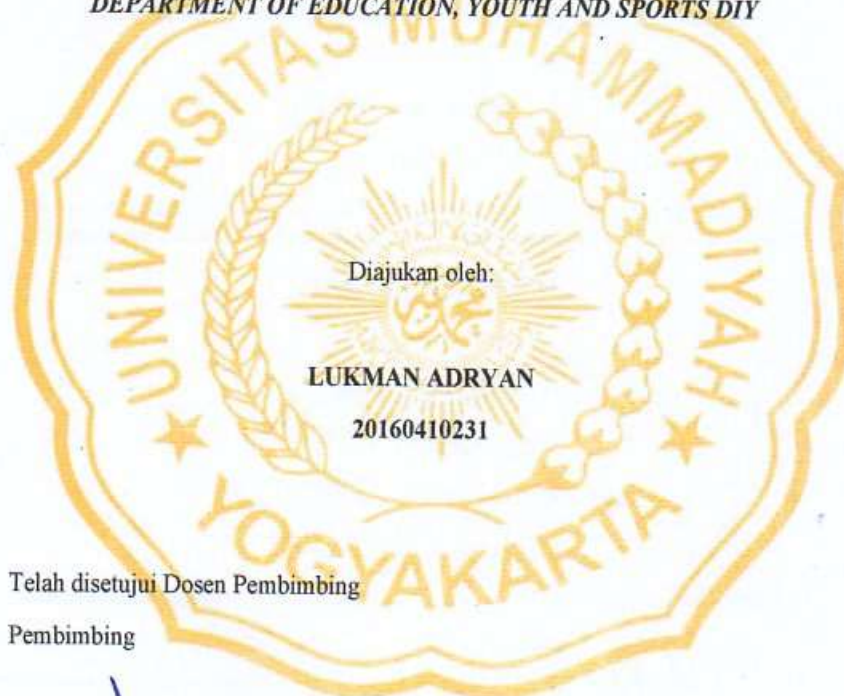 DEPARTMENT OF EDUCATION, YOUTH AND SPORTS DIY
UNIVERSITAS MUHAMMADIYAH
Diajukan oleh:
LUKMAN ADRYAN
20160410231
YOGYAKARTA
Telah disetujui Dosen Pembimbing
Pembimbing